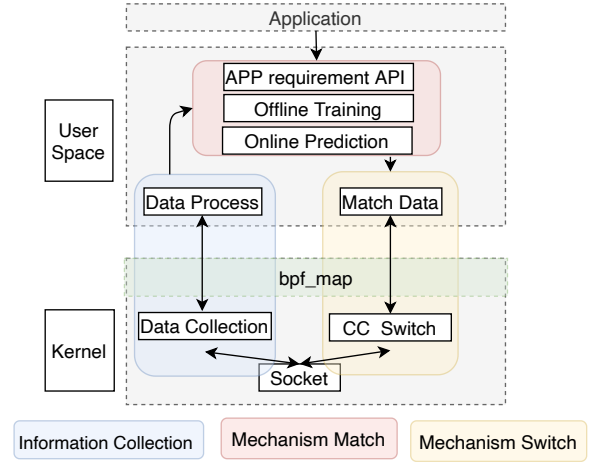 Application
APP requirement API
Offline Training
Online Prediction
User
Space
Data Process
Match Data
bpf_map
Data Collection
CC Switch
Kernel
Socket
Information Collection
Mechanism Match
Mechanism Switch